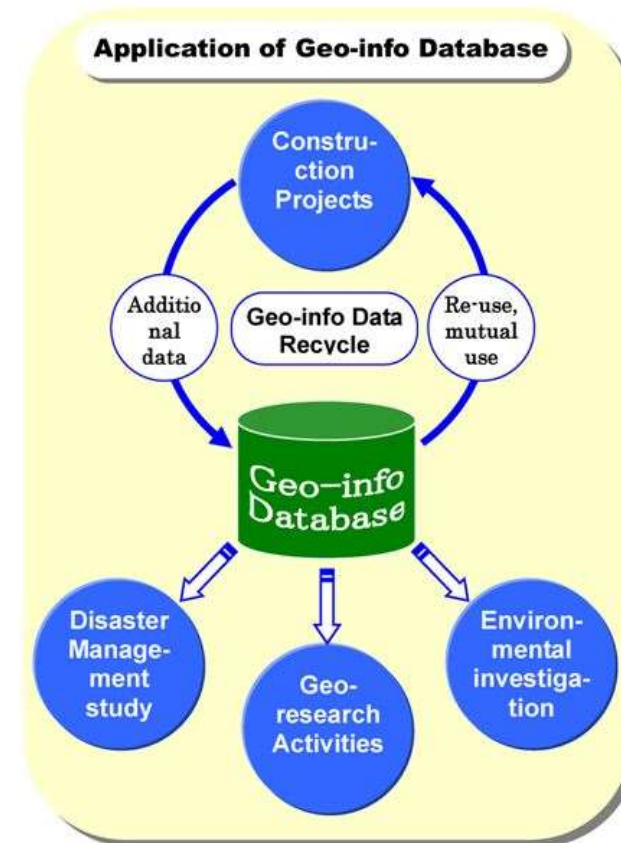 Application of Geo-info Database
Constru-
ction
Projects
Additio
nal
data
Geo-info Data
Recycle
Re-use,
mutual
use
Geo-info
Database
Disaster
Manage-
ment
study
Geo-
research
Activities
Environ-
mental
investiga-
tion